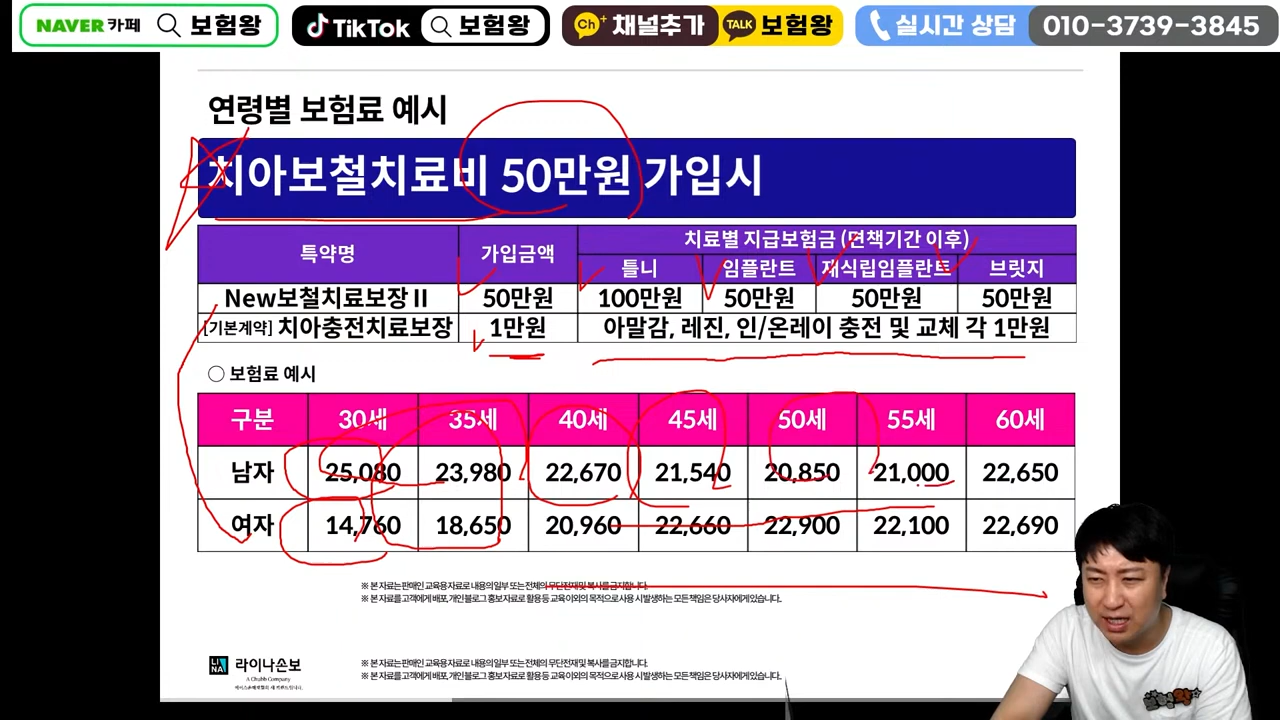 NAVER 카페 보험왕 TikTok 보험왕 Ch+ 채널추가 TALK 보험왕 실시간 상담 010-3739-3845
연령별 보험료 예시
치아보철치료비 50만원 가입시
특약명 가입금액 치료별 지급보험금 (면책기간 이후)
틀니 임플란트 재식립임플란트 브릿지
New보철치료보장Ⅱ 50만원 100만원 50만원 50만원 50만원
[기본계약] 치아충전치료보장 1만원 아말감, 레진, 인/온레이 충전 및 교체 각 1만원
○ 보험료 예시
구분 30세 35세 40세 45세 50세 55세 60세
남자 25,080 23,980 22,670 21,540 20,850 21,000 22,650
여자 14,760 18,650 20,960 22,660 22,900 22,100 22,690
※ 본 자료는 판매인 교육용 자료로 내용의 일부 또는 전체의 무단전재 및 복사를 금지합니다.
※ 본 자료를 고객에게 배포, 개인블로그 홍보자료로 활용 등 교육 이외의 목적으로 사용 시 발생하는 모든 책임은 당사자에게 있습니다.
LINA 라이나손보
A Chubb Company
※ 본 자료는 판매인 교육용 자료로 내용의 일부 또는 전체의 무단전재 및 복사를 금지합니다.
※ 본 자료를 고객에게 배포, 개인블로그 홍보자료로 활용 등 교육 이외의 목적으로 사용 시 발생하는 모든 책임은 당사자에게 있습니다.
보험왕